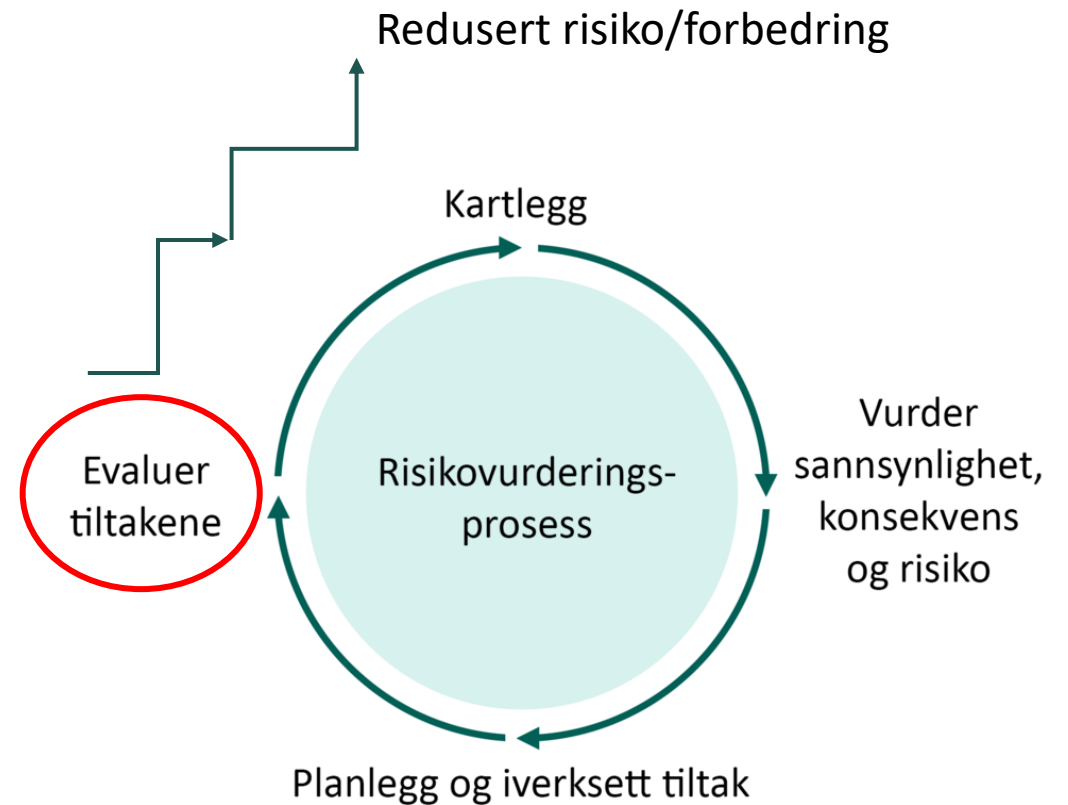 Redusert risiko/forbedring
Kartlegg
Vurder
sannsynlighet,
konsekvens
og risiko
Evaluer
tiltakene
Risikovurderings-
prosess
Planlegg og iverksett tiltak